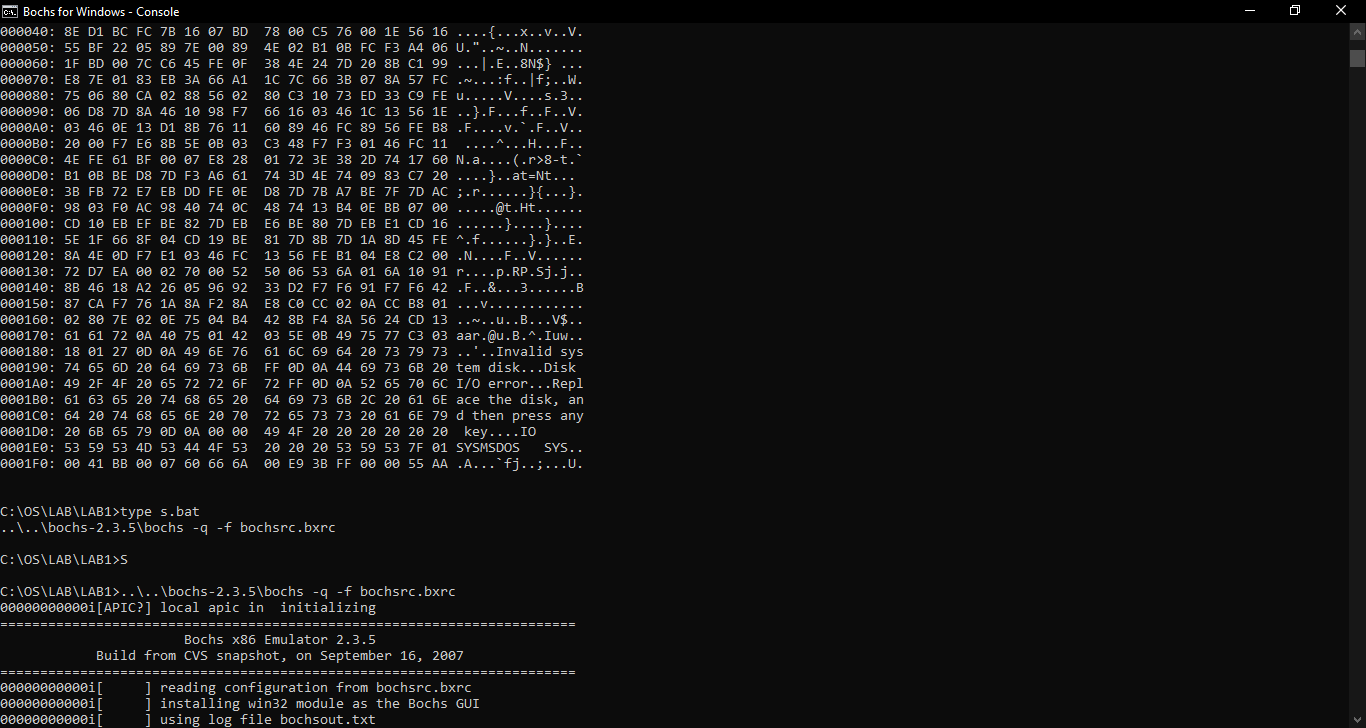 Bochs for Windows - Console
000040: 8E D1 BC FC 7B 16 07 BD  78 00 C5 76 00 1E 56 16 ....{...x..v..V.
000050: 55 BF 22 05 89 7E 00 89  4E 02 B1 0B FC F3 A4 06 U."..~..N.......
000060: 1F BD 00 7C C6 45 FE 0F  38 4E 24 7D 20 8B C1 99 ...|.E..8N$} ...
000070: E8 7E 01 83 EB 3A 66 A1  1C 7C 66 3B 07 8A 57 FC .~...:f..|f;..W.
000080: 75 06 80 CA 02 88 56 02  80 C3 10 73 ED 33 C9 FE u.....V....s.3..
000090: 06 D8 7D 8A 46 10 98 F7  66 16 03 46 1C 13 56 1E ..}.F...f..F..V.
0000A0: 03 46 0E 13 D1 8B 76 11  60 89 46 FC 89 56 FE B8 .F....v.`.F..V..
0000B0: 20 00 F7 E6 8B 5E 0B 03  C3 48 F7 F3 01 46 FC 11  ....^...H...F..
0000C0: 4E FE 61 BF 00 07 E8 28  01 72 3E 38 2D 74 17 60 N.a....(.r>8-t.`
0000D0: B1 0B BE D8 7D F3 A6 61  74 3D 4E 74 09 83 C7 20 ....}..at=Nt...
0000E0: 3B FB 72 E7 EB DD FE 0E  D8 7D 7B A7 BE 7F 7D AC ;.r......}{...}.
0000F0: 98 03 F0 AC 98 40 74 0C  48 74 13 B4 0E BB 07 00 .....@t.Ht......
000100: CD 10 EB EF BE 82 7D EB  E6 BE 80 7D EB E1 CD 16 ......}....}....
000110: 5E 1F 66 8F 04 CD 19 BE  81 7D 8B 7D 1A 8D 45 FE ^.f......}.}..E.
000120: 8A 4E 0D F7 E1 03 46 FC  13 56 FE B1 04 E8 C2 00 .N....F..V......
000130: 72 D7 EA 00 02 70 00 52  50 06 53 6A 01 6A 10 91 r....p.RP.Sj.j..
000140: 8B 46 18 A2 26 05 96 92  33 D2 F7 F6 91 F7 F6 42 .F..&...3......B
000150: 87 CA F7 76 1A 8A F2 8A  E8 C0 CC 02 0A CC B8 01 ...v............
000160: 02 80 7E 02 0E 75 04 B4  42 8B F4 8A 56 24 CD 13 ..~..u..B...V$..
000170: 61 61 72 0A 40 75 01 42  03 5E 0B 49 75 77 C3 03 aar.@u.B.^.Iuw..
000180: 18 01 27 0D 0A 49 6E 76  61 6C 69 64 20 73 79 73 ..'..Invalid sys
000190: 74 65 6D 20 64 69 73 6B  FF 0D 0A 44 69 73 6B 20 tem disk...Disk
0001A0: 49 2F 4F 20 65 72 72 6F  72 FF 0D 0A 52 65 70 6C I/O error...Repl
0001B0: 61 63 65 20 74 68 65 20  64 69 73 6B 2C 20 61 6E ace the disk, an
0001C0: 64 20 74 68 65 6E 20 70  72 65 73 73 20 61 6E 79 d then press any
0001D0: 20 6B 65 79 0D 0A 00 00  49 4F 20 20 20 20 20 20  key....IO
0001E0: 53 59 53 4D 53 44 4F 53  20 20 20 53 59 53 7F 01 SYSMSDOS   SYS..
0001F0: 00 41 BB 00 07 60 66 6A  00 E9 3B FF 00 00 55 AA .A...`fj..;...U.
C:\OS\LAB\LAB1>type s.bat
..\..\bochs-2.3.5\bochs -q -f bochsrc.bxrc
C:\OS\LAB\LAB1>S
C:\OS\LAB\LAB1>..\..\bochs-2.3.5\bochs -q -f bochsrc.bxrc
00000000000i[APIC?] local apic in  initializing
========================================================================
Bochs x86 Emulator 2.3.5
Build from CVS snapshot, on September 16, 2007
========================================================================
00000000000i[     ] reading configuration from bochsrc.bxrc
00000000000i[     ] installing win32 module as the Bochs GUI
00000000000i[     ] using log file bochsout.txt